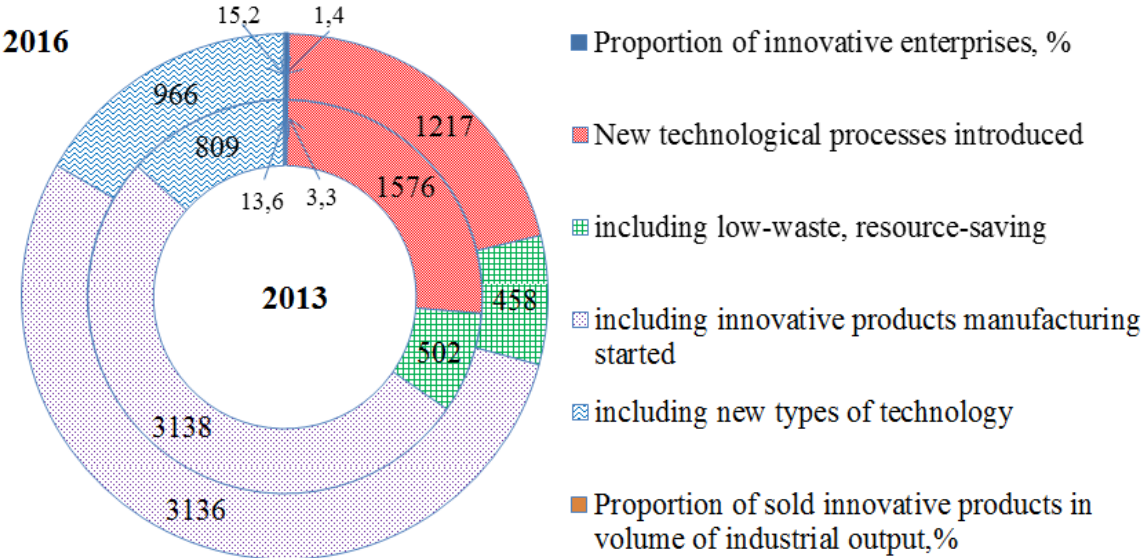 2016
15,2
1,4
966
809
1217
1576
13,6
3,3
2013
458
502
3138
3136
Proportion of innovative enterprises, %
New technological processes introduced
including low-waste, resource-saving
including innovative products manufacturing
started
including new types of technology
Proportion of sold innovative products in
volume of industrial output,%